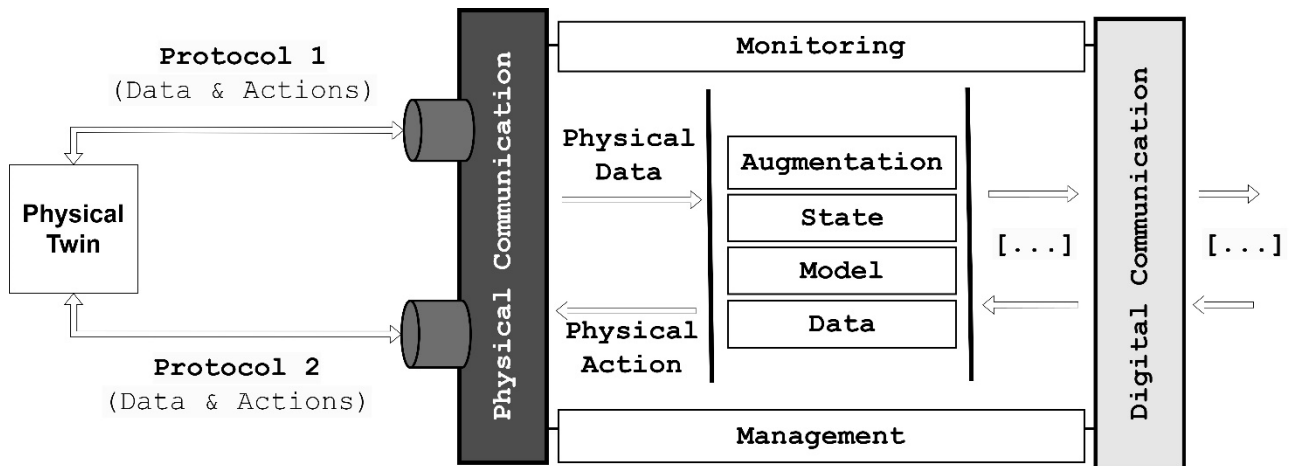 Protocol 1
(Data & Actions)
Physical
Twin
Protocol 2
(Data & Actions)
Physical Communication
Monitoring
Physical
Data
Physical
Action
Augmentation
State
Model
Data
Management
[...]
Digital Communication
[...]